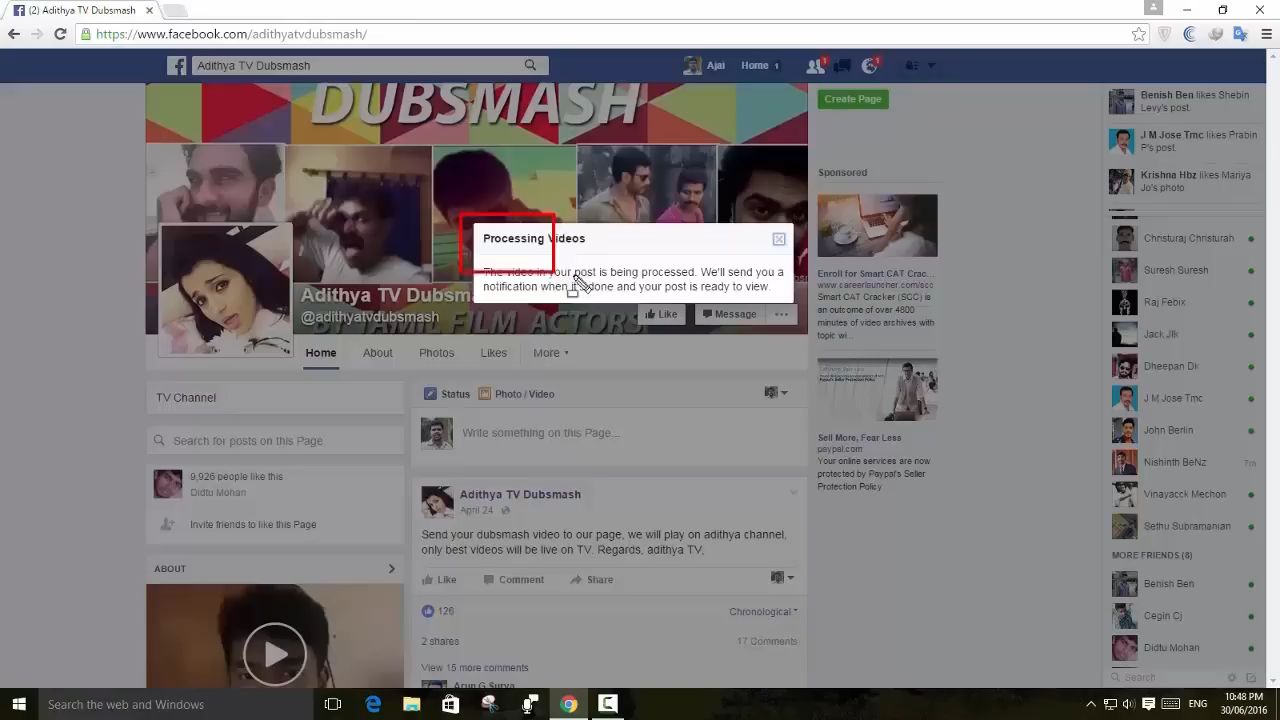 (2) Adithya TV Dubsmash
https://www.facebook.com/adithyatvdubsmash/
Adithya TV Dubsmash
Ajai
Home 1
1
1
DUBSMASH
Create Page
Processing Videos
The video in your post is being processed. We'll send you a
notification when it's done and your post is ready to view.
Adithya TV Dubsma
@adithyatvdubsmash
FILM ACTORS
Like
Message
Home
About
Photos
Likes
More
TV Channel
Search for posts on this Page
9,926 people like this
Didtu Mohan
Invite friends to like this Page
ABOUT
Status
Photo / Video
Write something on this Page...
Adithya TV Dubsmash
April 24
Send your dubsmash video to our page, we will play on adithya channel,
only best videos will be live on TV. Regards, adithya TV,
Like
Comment
Share
126
Chronological
2 shares
17 Comments
View 15 more comments
Arun G Surya
Sponsored
Enroll for Smart CAT Crac...
www.careerlauncher.com/scc
Smart CAT Cracker (SCC) is
an outcome of over 4800
minutes of video archives with
topic wi...
Sell More, Fear Less
paypal.com
Your online services are now
protected by Paypal's Seller
Protection Policy
Benish Ben likes Shebin
Levy's post.
J M Jose Tmc likes Prabin
P's post.
Krishna Hbz likes Mariya
Jo's photo
Christuraj Christurah
Suresh Suresh
Raj Febix
Jack Jlk
Dheepan Dk
J M Jose Tmc
John Berlin
Nishinth BeNz
7m
Vinayacck Mechon
Sethu Subramanian
MORE FRIENDS (8)
Benish Ben
Cegin Cj
Didtu Mohan
Search
Search the web and Windows
ENG
10:48 PM
30/06/2016